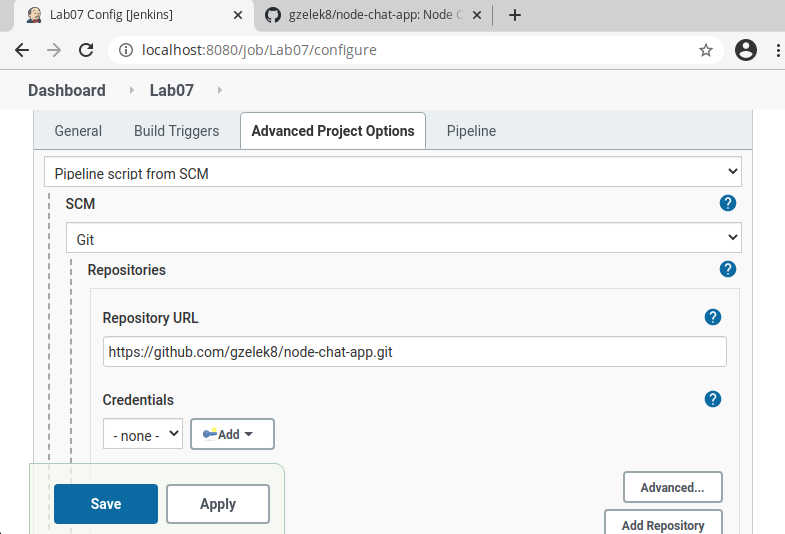 Lab07 Config [Jenkins]
gzelek8/node-chat-app: Node C
localhost:8080/job/Lab07/configure
Dashboard Lab07
General Build Triggers Advanced Project Options Pipeline
Pipeline script from SCM
SCM
?
Git
Repositories
?
Repository URL
?
https://github.com/gzelek8/node-chat-app.git
Credentials
?
- none - Add
Advanced...
Save Apply
Add Repository